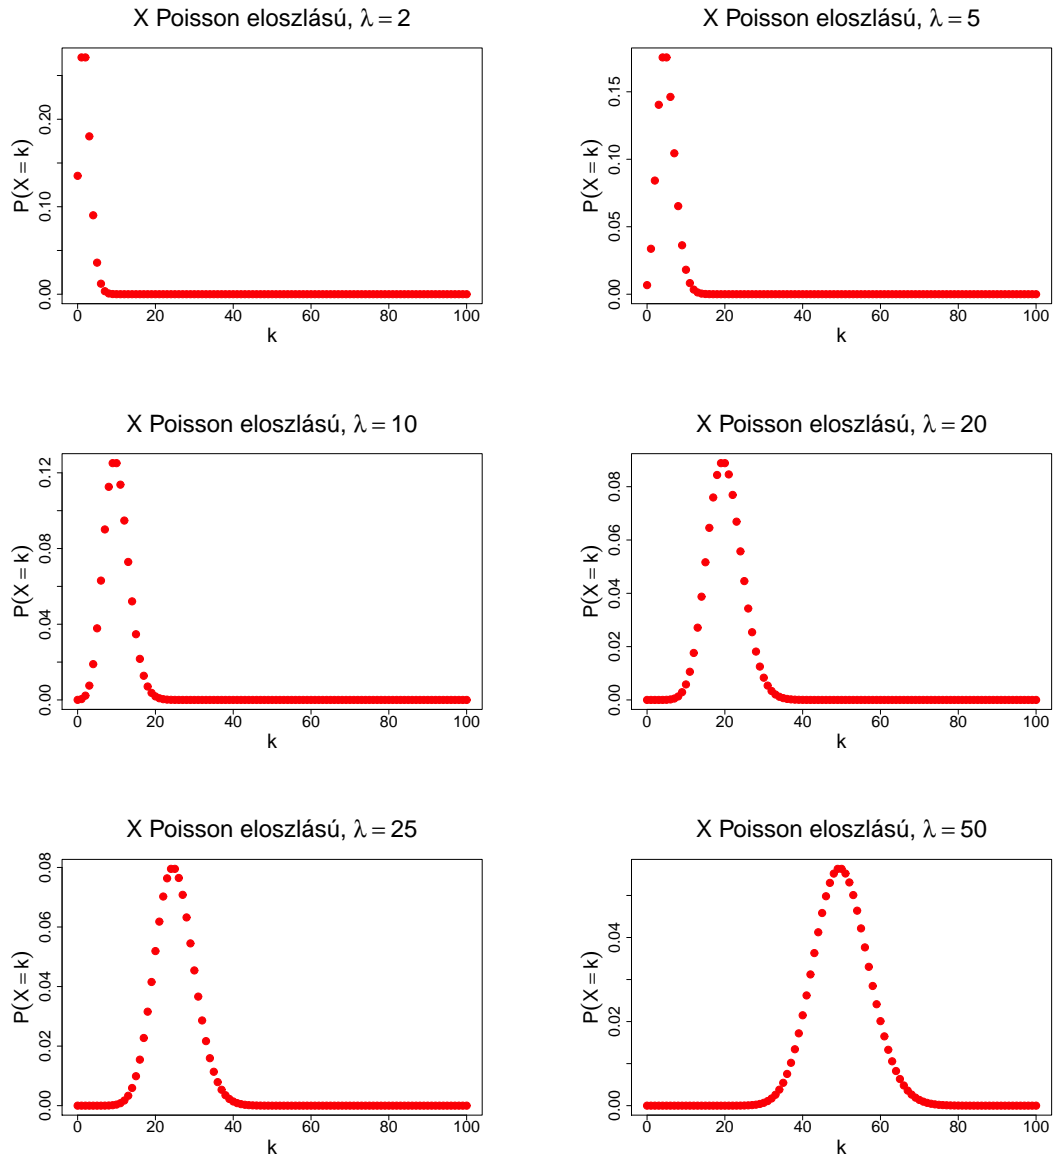 X Poisson eloszlású, λ = 2
P(X = k)
0.00 0.10 0.20
0 20 40 60 80 100
k
X Poisson eloszlású, λ = 5
P(X = k)
0.00 0.05 0.10 0.15
0 20 40 60 80 100
k
X Poisson eloszlású, λ = 10
P(X = k)
0.00 0.04 0.08 0.12
0 20 40 60 80 100
k
X Poisson eloszlású, λ = 20
P(X = k)
0.00 0.02 0.04 0.06 0.08
0 20 40 60 80 100
k
X Poisson eloszlású, λ = 25
P(X = k)
0.00 0.02 0.04 0.06 0.08
0 20 40 60 80 100
k
X Poisson eloszlású, λ = 50
P(X = k)
0.00 0.02 0.04
0 20 40 60 80 100
k